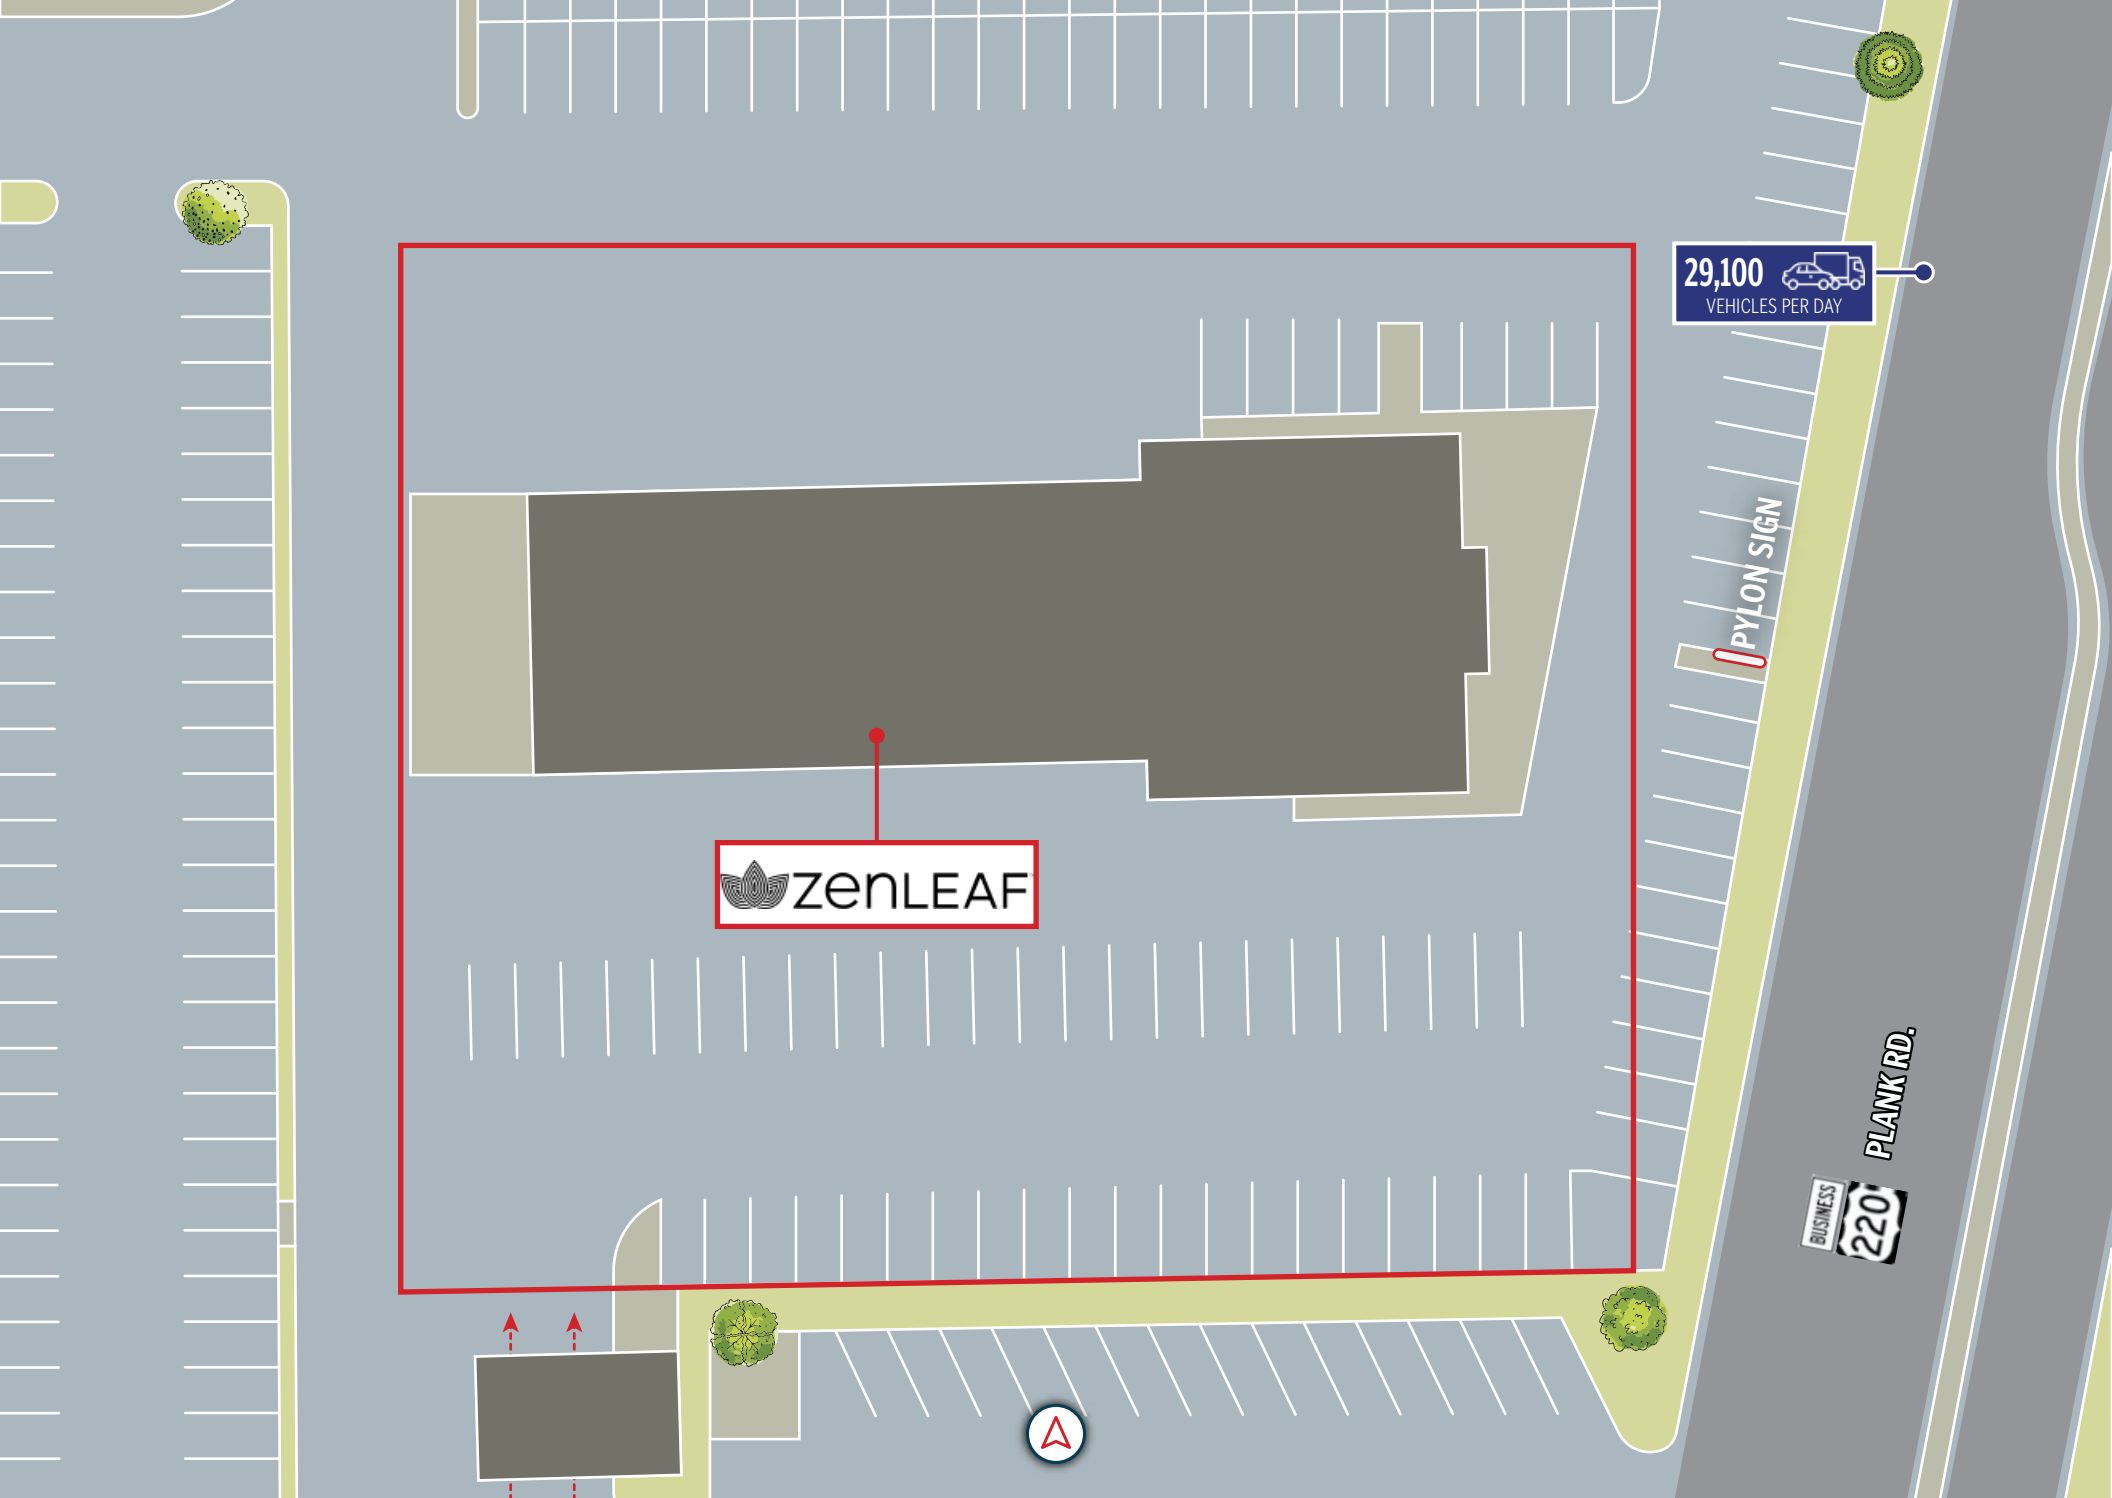 29,100
VEHICLES PER DAY
PYLON SIGN
zenLEAF
PLANK RD.
BUSINESS
220